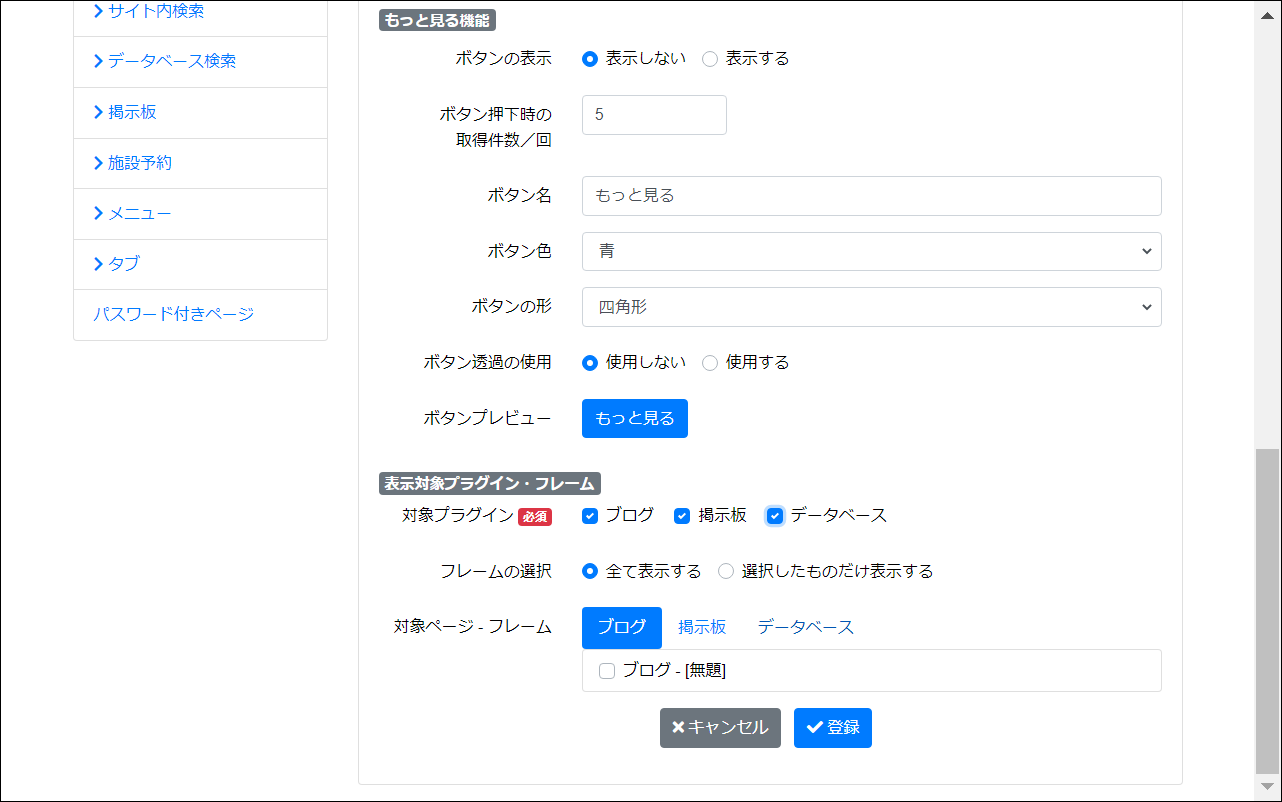 サイト内検索
データベース検索
掲示板
施設予約
メニュー
タブ
パスワード付きページ
もっと見る機能
ボタンの表示 表示しない 表示する
ボタン押下時の
取得件数／回 5
ボタン名 もっと見る
ボタン色 青
ボタンの形 四角形
ボタン透過の使用 使用しない 使用する
ボタンプレビュー もっと見る
表示対象プラグイン・フレーム
対象プラグイン 必須 ブログ 掲示板 データベース
フレームの選択 全て表示する 選択したものだけ表示する
対象ページ - フレーム ブログ 掲示板 データベース
ブログ - [無題]
キャンセル 登録